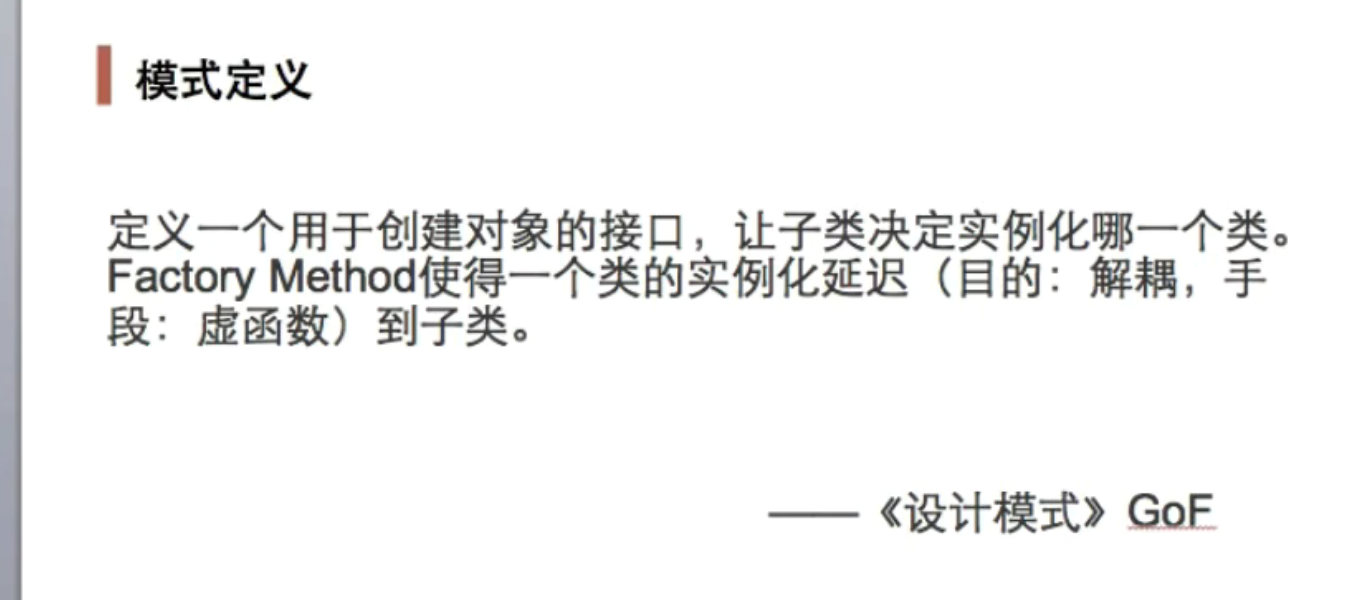 模式定义
定义一个用于创建对象的接口，让子类决定实例化哪一个类。
Factory Method使得一个类的实例化延迟（目的：解耦，手
段：虚函数）到子类。
——《设计模式》GoF